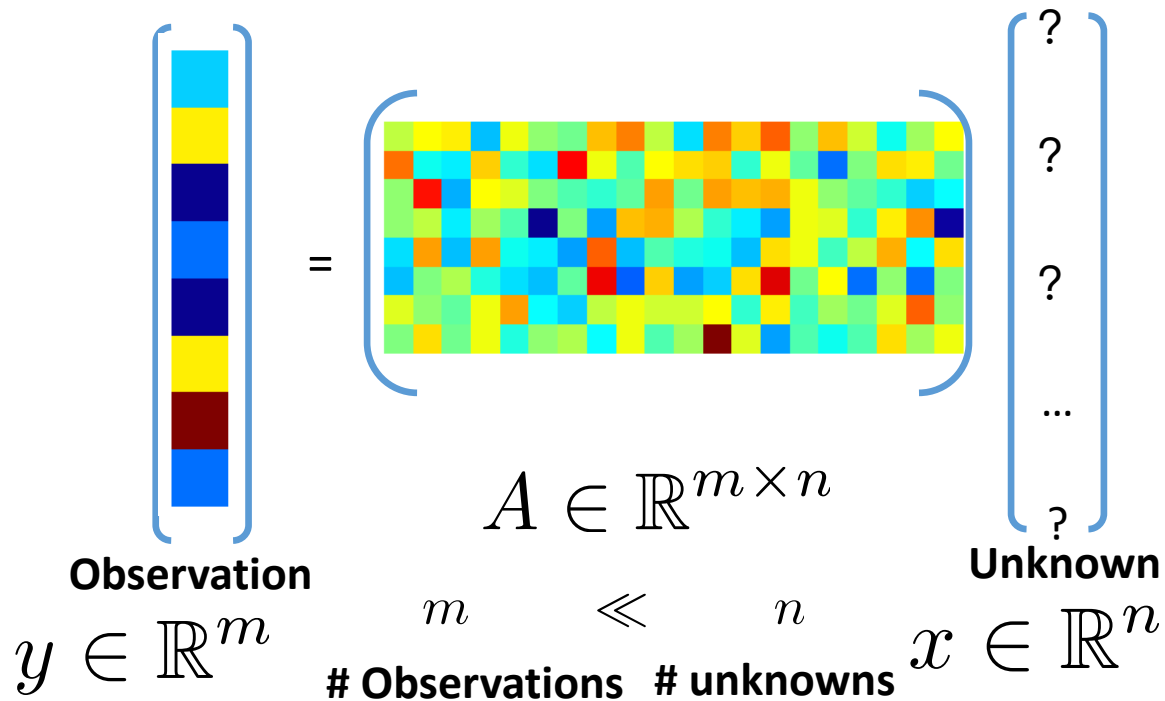 =
?
?
?
...
?
A ∈ ℝ^{m×n}
Observation
Unknown
y ∈ ℝ^m
m ≪ n
x ∈ ℝ^n
# Observations # unknowns